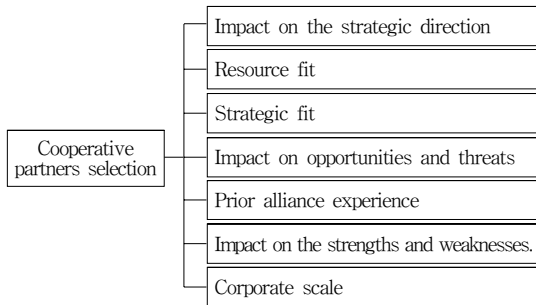 Impact on the strategic direction
Resource fit
Strategic fit
Cooperative
partners selection
Impact on opportunities and threats
Prior alliance experience
Impact on the strengths and weaknesses.
Corporate scale